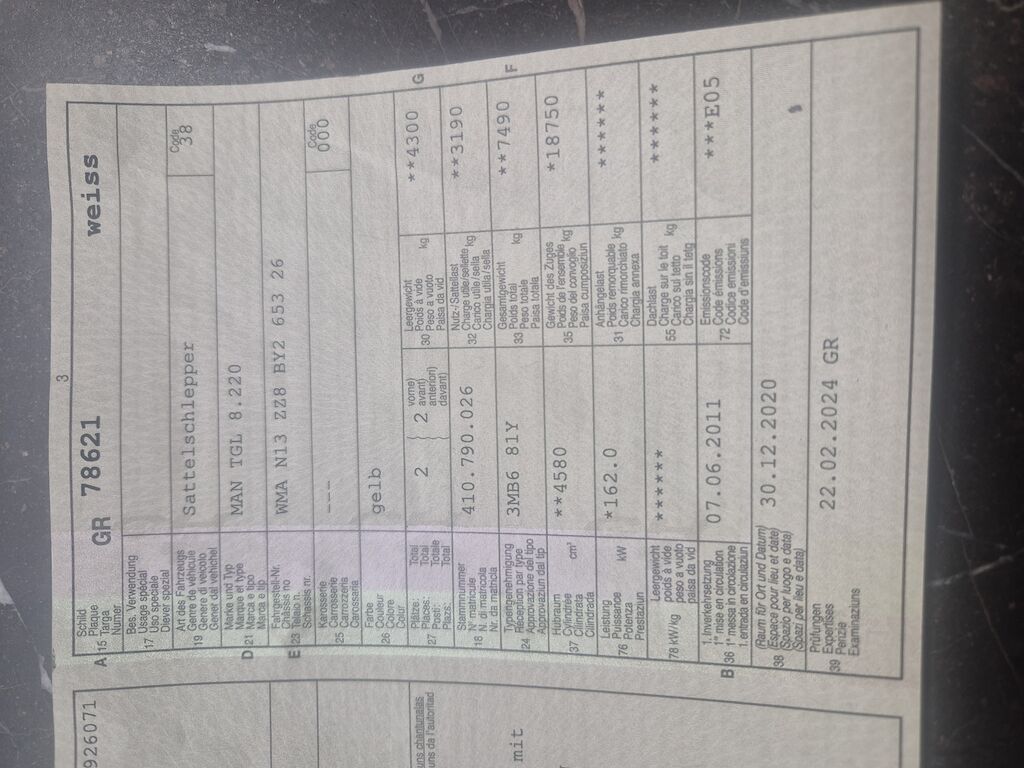 3
A 15 Schild
Plaque
Targa
Numer
GR 78621 weiss
17 Bes. Verwendung
Usage spécial
Uso speciale
Diever spezial
19 Art des Fahrzeugs
Genre de véhicule
Genere di veicolo
Gener dal vehichel
Sattelschlepper
Code
38
D 21 Marke und Typ
Marque et type
Marca e tipo
Marca e tip
MAN TGL 8.220
E 23 Fahrgestell-Nr.
Châssis no
Telaio n.
Schassis nr.
WMA N13 ZZ8 BY2 653 26
25 Karosserie
Carrosserie
Carrozzeria
Carossaria
---
Code
000
26 Farbe
Couleur
Colore
Colur
gelb
27 Plätze: Total
Places: Total
Posti: Totale
Plazs: Total
2 2 vorne)
avant)
anteriori)
davant)
30 Leergewicht
Poids à vide
Peso a vuoto
Paisa da vid
kg
**4300 G
18 Stammnummer
N° matricule
N. di matricola
Nr. da matricla
410.790.026
32 Nutz-/Sattellast
Charge utile/sellette
Carico utile/sella
Chargia utila/sella
kg
**3190
24 Typengenehmigung
Réception par type
Approvazione del tipo
Approvaziun dal tip
3MB6 81Y
33 Gesamtgewicht
Poids total
Peso totale
Paisa totala
kg
**7490 F
37 Hubraum
Cylindrée
Cilindrata
Cilindrada
cm³
**4580
35 Gewicht des Zuges
Poids de l'ensemble
Peso del convoglio
Paisa cumposiziun
kg
*18750
76 Leistung
Puissance
Potenza
Prestaziun
kW
*162.0
31 Anhängelast
Poids remorquable
Carico rimorchiato
Chargia annexa
kg
*******
78 kW/kg Leergewicht
poids à vide
peso a vuoto
paisa da vid
******
55 Dachlast
Charge sur le toit
Carico sul tetto
Chargia sin il tetg
kg
*******
B 36 1. Inverkehrsetzung
1re mise en circulation
1a messa in circolazione
1. entrada en circulaziun
07.06.2011
72 Emissionscode
Code émissions
Codice emissioni
Code d'emissiuns
***E05
38 (Raum für Ort und Datum)
(Espace pour lieu et date)
(Spazio per luogo e data)
(Spazi per lieu e data)
30.12.2020
39 Prüfungen
Expertises
Perizie
Examinaziuns
22.02.2024 GR
926071
uns chantunalas
uns da l'autoritad
mit